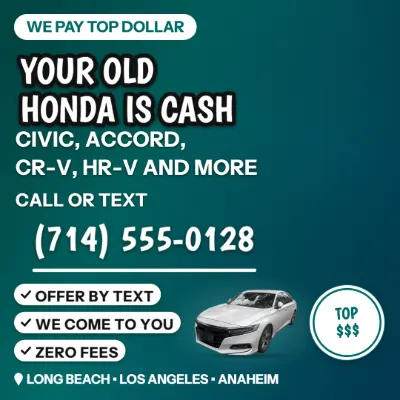 WE PAY TOP DOLLAR
YOUR OLD
HONDA IS CASH
CIVIC, ACCORD,
CR-V, HR-V AND MORE
CALL OR TEXT
(714) 555-0128
OFFER BY TEXT
WE COME TO YOU
ZERO FEES
TOP
$$$
LONG BEACH • LOS ANGELES • ANAHEIM